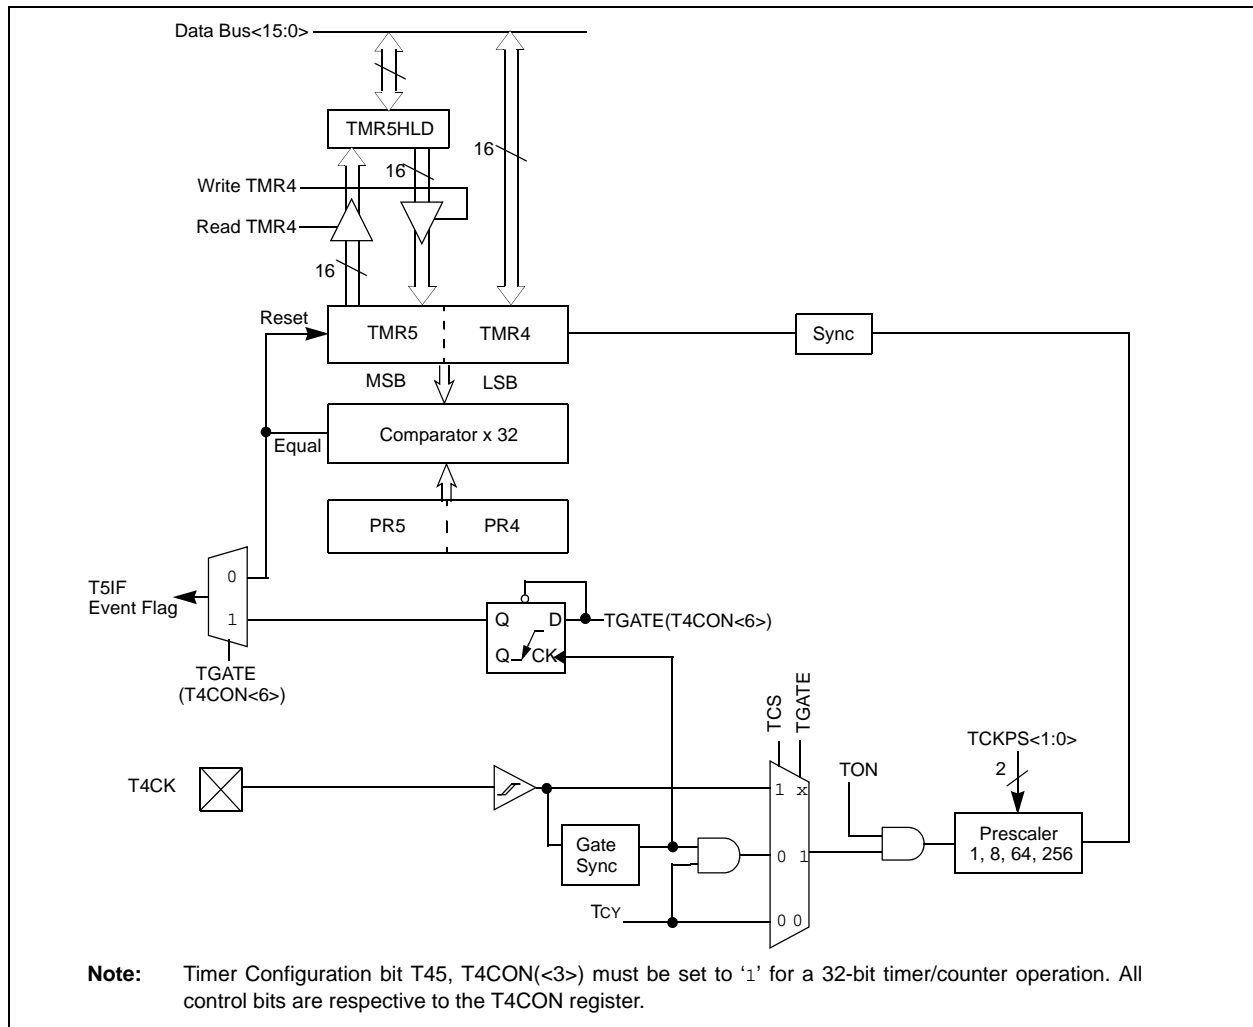 Data Bus<15:0>
TMR5HLD
16
16
Write TMR4
Read TMR4
16
Reset
TMR5
TMR4
Sync
MSB
LSB
Equal
Comparator x 32
PR5
PR4
T5IF
Event Flag
0
1
TGATE
(T4CON<6>)
Q
D
Q
CK
TGATE(T4CON<6>)
TCS
TGATE
TCKPS<1:0>
2
TON
T4CK
1 x
Prescaler
1, 8, 64, 256
Gate
Sync
0 1
TCY
0 0
Note: Timer Configuration bit T45, T4CON(<3>) must be set to ‘1’ for a 32-bit timer/counter operation. All
control bits are respective to the T4CON register.